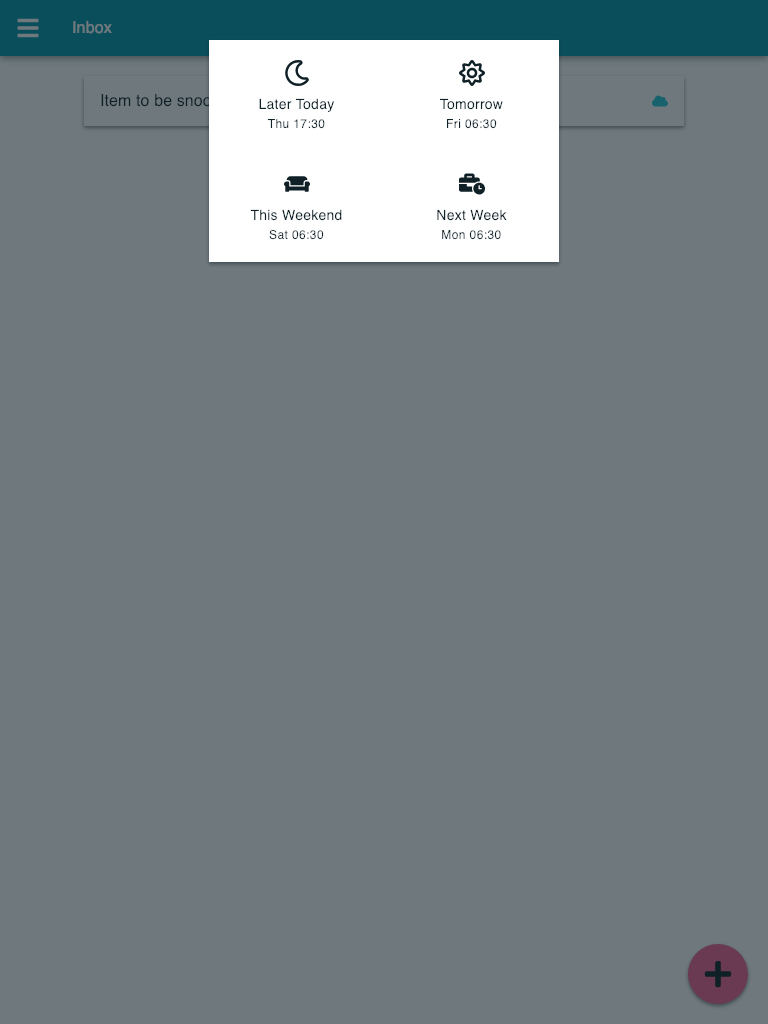 Inbox
Item to be snoo
Later Today
Thu 17:30
Tomorrow
Fri 06:30
This Weekend
Sat 06:30
Next Week
Mon 06:30